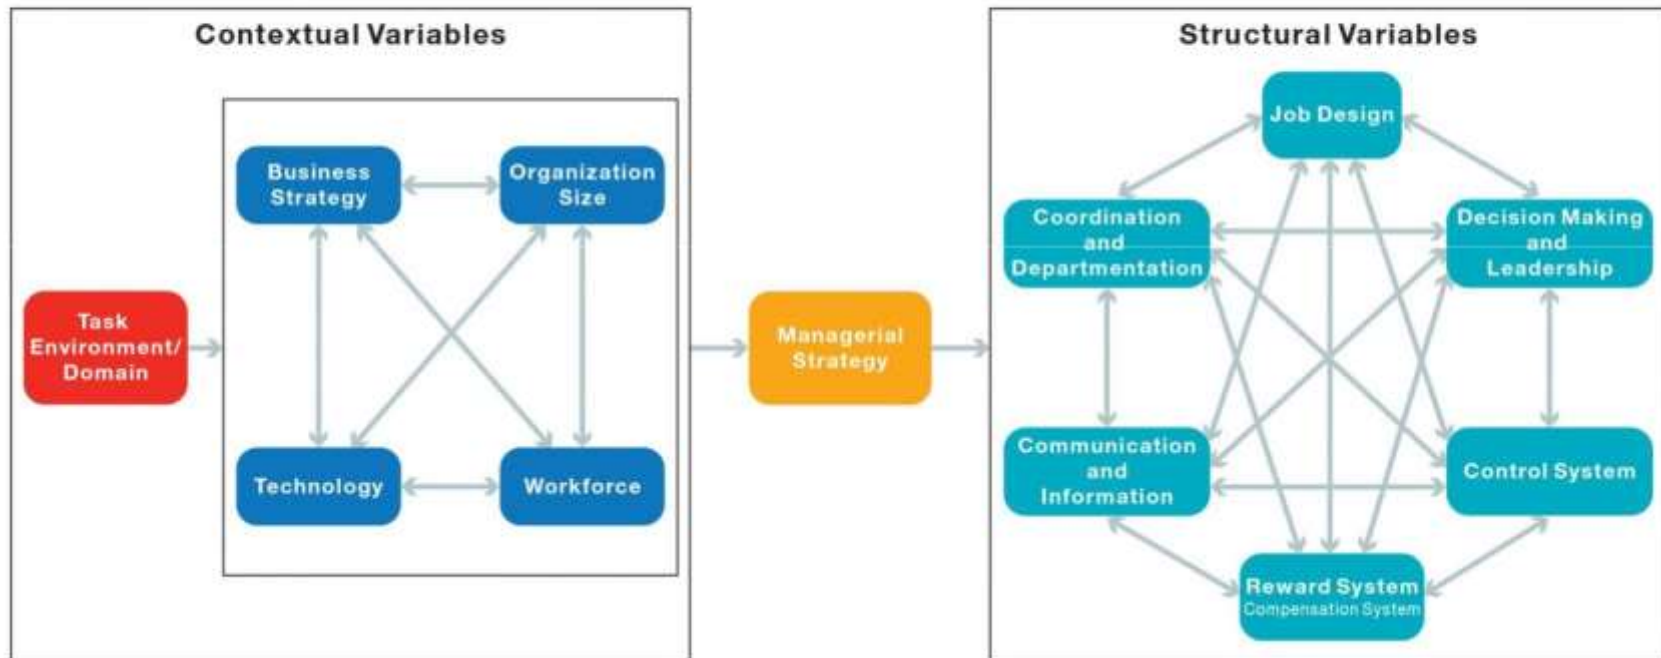 Contextual Variables
Business
Strategy
Organization
Size
Task
Environment/
Domain
Technology
Workforce
Managerial
Strategy
Structural Variables
Job Design
Coordination
and
Departmentation
Decision Making
and
Leadership
Communication
and
Information
Control System
Reward System
Compensation System